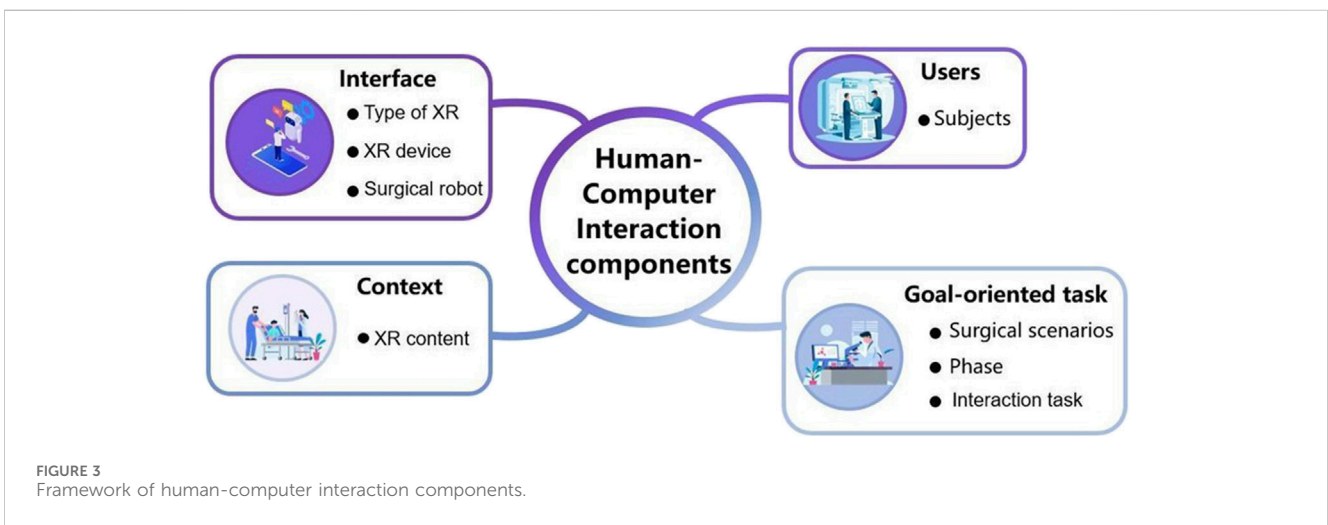 Interface
● Type of XR
● XR device
● Surgical robot
Users
● Subjects
Human-
Computer
Interaction
components
Context
● XR content
Goal-oriented task
● Surgical scenarios
● Phase
● Interaction task
FIGURE 3
Framework of human-computer interaction components.